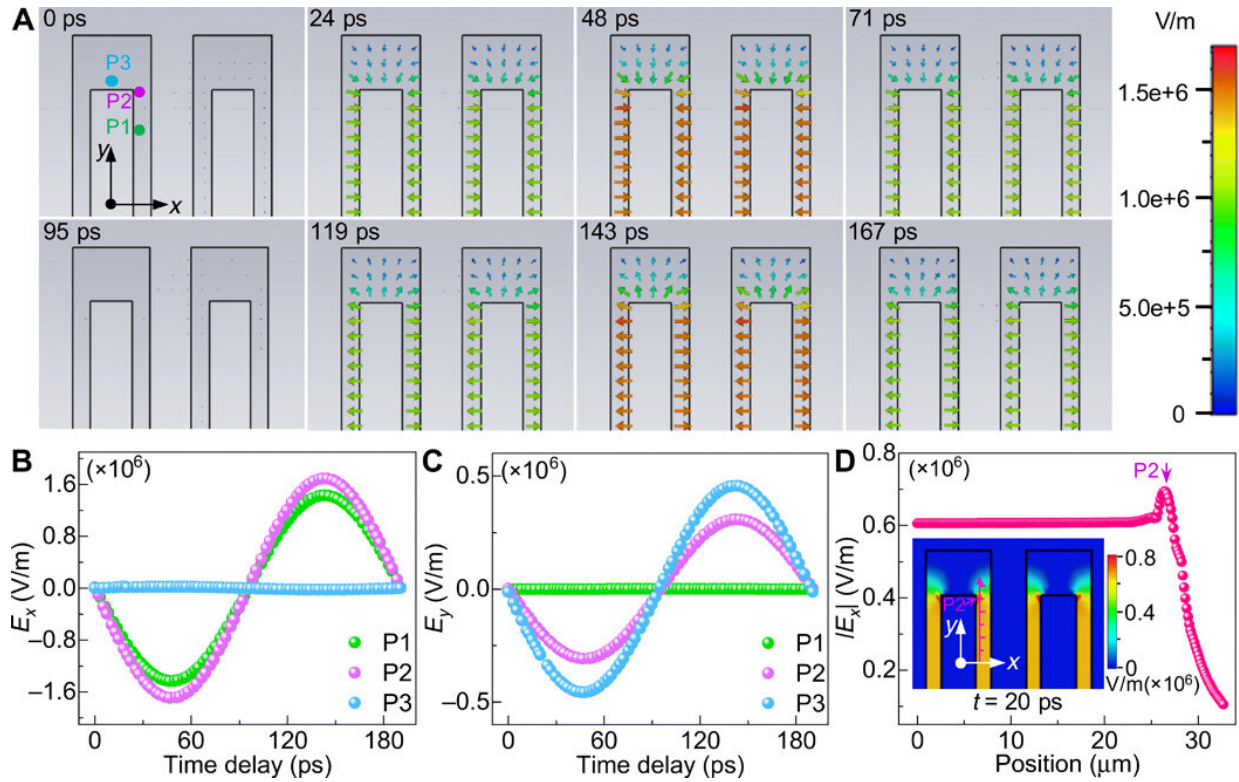 A
0 ps
24 ps
48 ps
71 ps
V/m
P3
P2
P1
y
x
1.5e+6
1.0e+6
5.0e+5
0
95 ps
119 ps
143 ps
167 ps
B
(×10⁶)
1.6
0.8
0.0
−0.8
−1.6
Eₓ (V/m)
P1
P2
P3
0
60
120
180
Time delay (ps)
C
(×10⁶)
0.5
0.0
−0.5
E_y (V/m)
P1
P2
P3
0
60
120
180
Time delay (ps)
D
0.8
(×10⁶)
P2
0.6
0.4
0.2
|Eₓ| (V/m)
P2
y
x
0.8
0.4
0
V/m(×10⁶)
t = 20 ps
0
10
20
30
Position (μm)